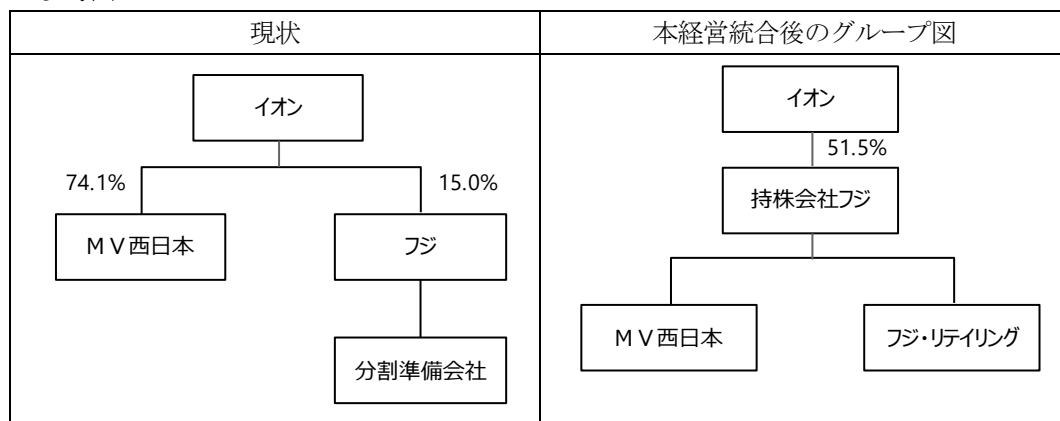 現状
本経営統合後のグループ図
イオン
74.1%
15.0%
ＭＶ西日本
フジ
分割準備会社
イオン
51.5%
持株会社フジ
ＭＶ西日本
フジ・リテイリング